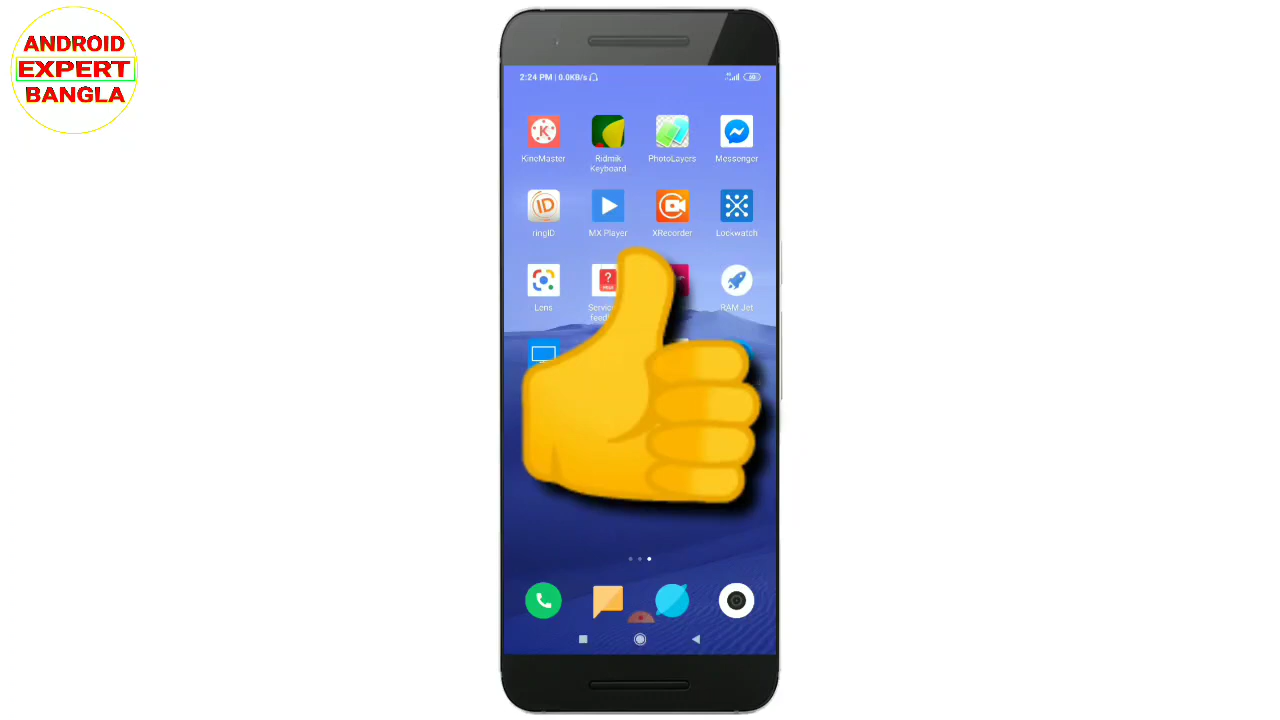 ANDROID
EXPERT
BANGLA
2:24 PM | 0.0KB/s
KineMaster
Ridmik
Keyboard
PhotoLayers
Messenger
ringID
MX Player
XRecorder
Lockwatch
Lens
RAM Jet